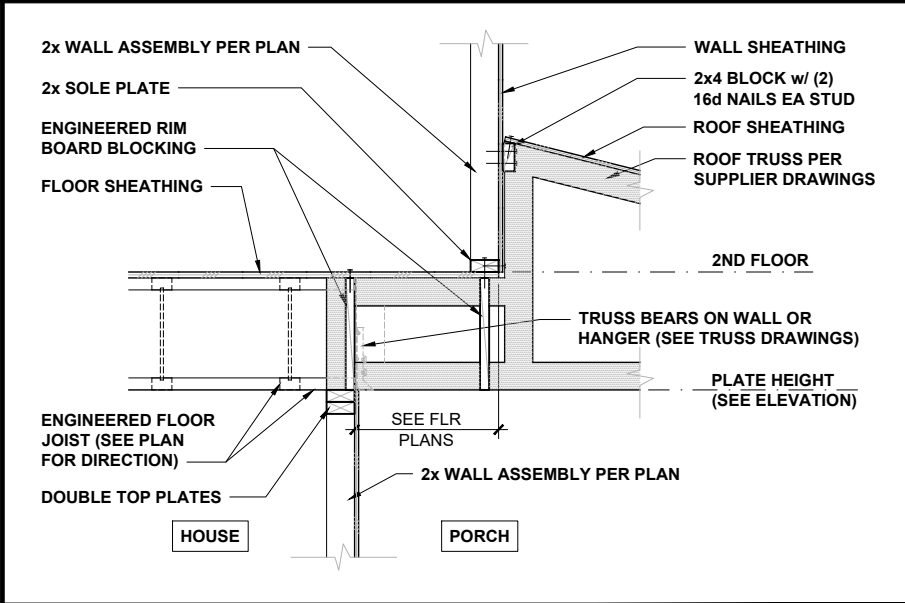 2x WALL ASSEMBLY PER PLAN
2x SOLE PLATE
ENGINEERED RIM
BOARD BLOCKING
FLOOR SHEATHING
WALL SHEATHING
2x4 BLOCK w/ (2)
16d NAILS EA STUD
ROOF SHEATHING
ROOF TRUSS PER
SUPPLIER DRAWINGS
2ND FLOOR
TRUSS BEARS ON WALL OR
HANGER (SEE TRUSS DRAWINGS)
PLATE HEIGHT
(SEE ELEVATION)
ENGINEERED FLOOR
JOIST (SEE PLAN
FOR DIRECTION)
DOUBLE TOP PLATES
SEE FLR
PLANS
2x WALL ASSEMBLY PER PLAN
HOUSE
PORCH